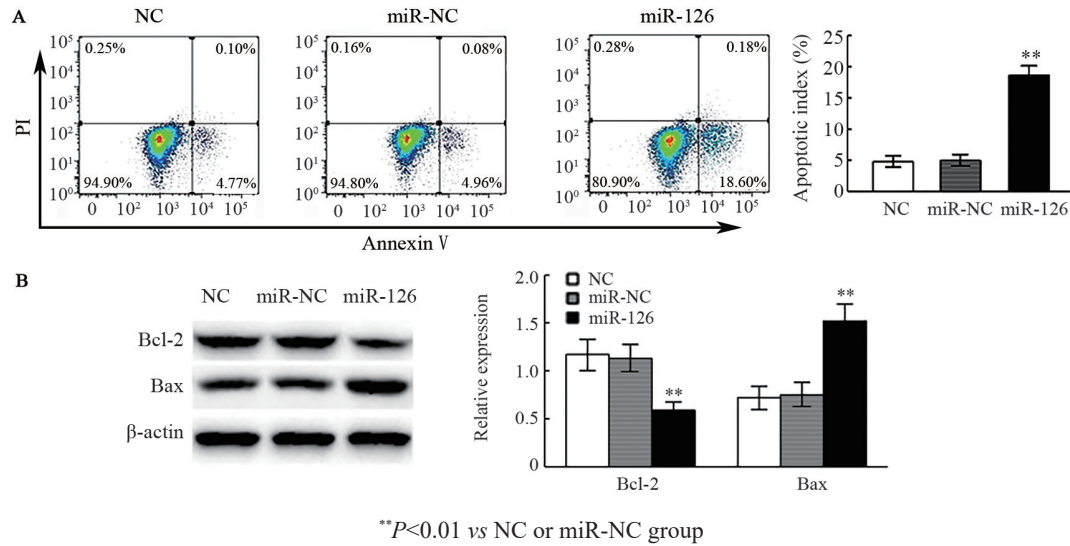 A
NC
miR-NC
miR-126
PI
10⁵
10⁴
10³
10²
10¹
10⁰
0.25%
0.10%
94.90%
4.77%
0 10² 10³ 10⁴ 10⁵
10⁵
10⁴
10³
10²
10¹
10⁰
0.16%
0.08%
94.80%
4.96%
0 10² 10³ 10⁴ 10⁵
10⁵
10⁴
10³
10²
10¹
10⁰
0.28%
0.18%
80.90%
18.60%
0 10² 10³ 10⁴ 10⁵
Annexin V
Apoptotic index (%)
25
20
15
10
5
0
**
NC miR-NC miR-126
B
NC miR-NC miR-126
Bcl-2
Bax
β-actin
Relative expression
2.0
1.5
1.0
0.5
0
NC
miR-NC
miR-126
**
**
Bcl-2 Bax
**P<0.01 vs NC or miR-NC group